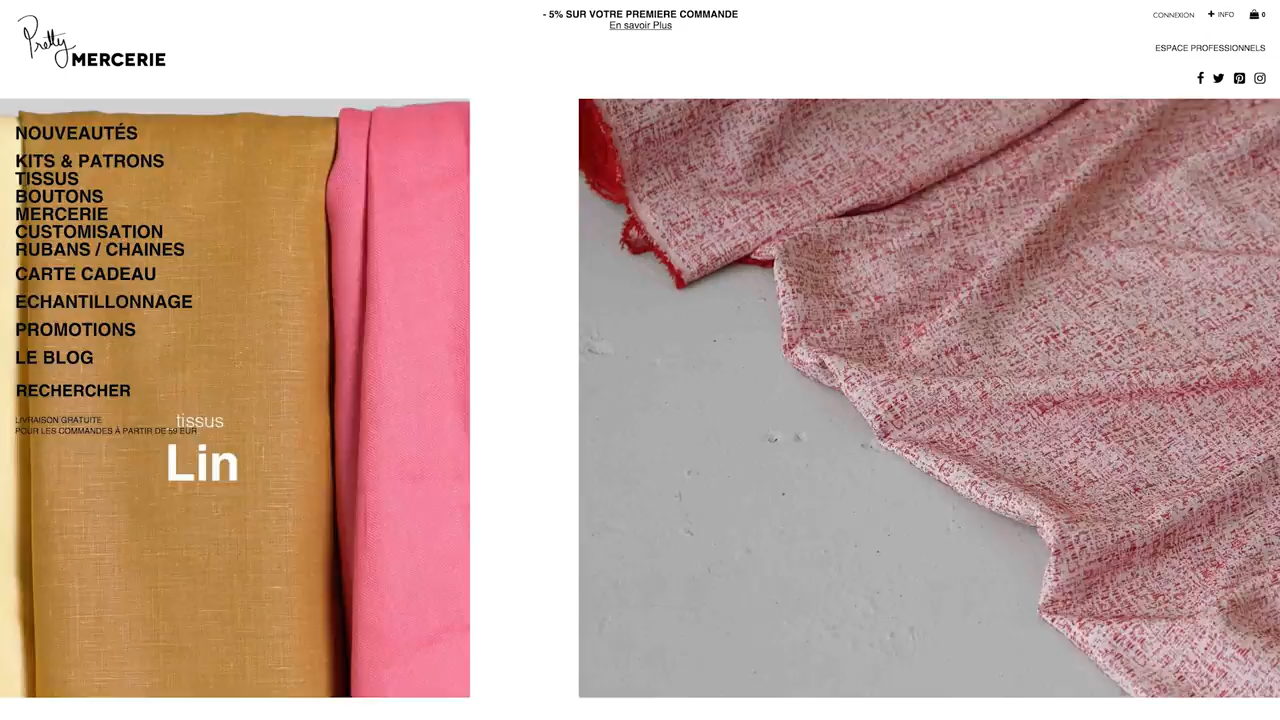 - 5% SUR VOTRE PREMIERE COMMANDE
En savoir Plus
CONNEXION
INFO
0
Pretty
MERCERIE
ESPACE PROFESSIONNELS
NOUVEAUTÉS
KITS & PATRONS
TISSUS
BOUTONS
MERCERIE
CUSTOMISATION
RUBANS / CHAINES
CARTE CADEAU
ECHANTILLONNAGE
PROMOTIONS
LE BLOG
RECHERCHER
LIVRAISON GRATUITE
POUR LES COMMANDES À PARTIR DE 59 EUR
tissus
Lin